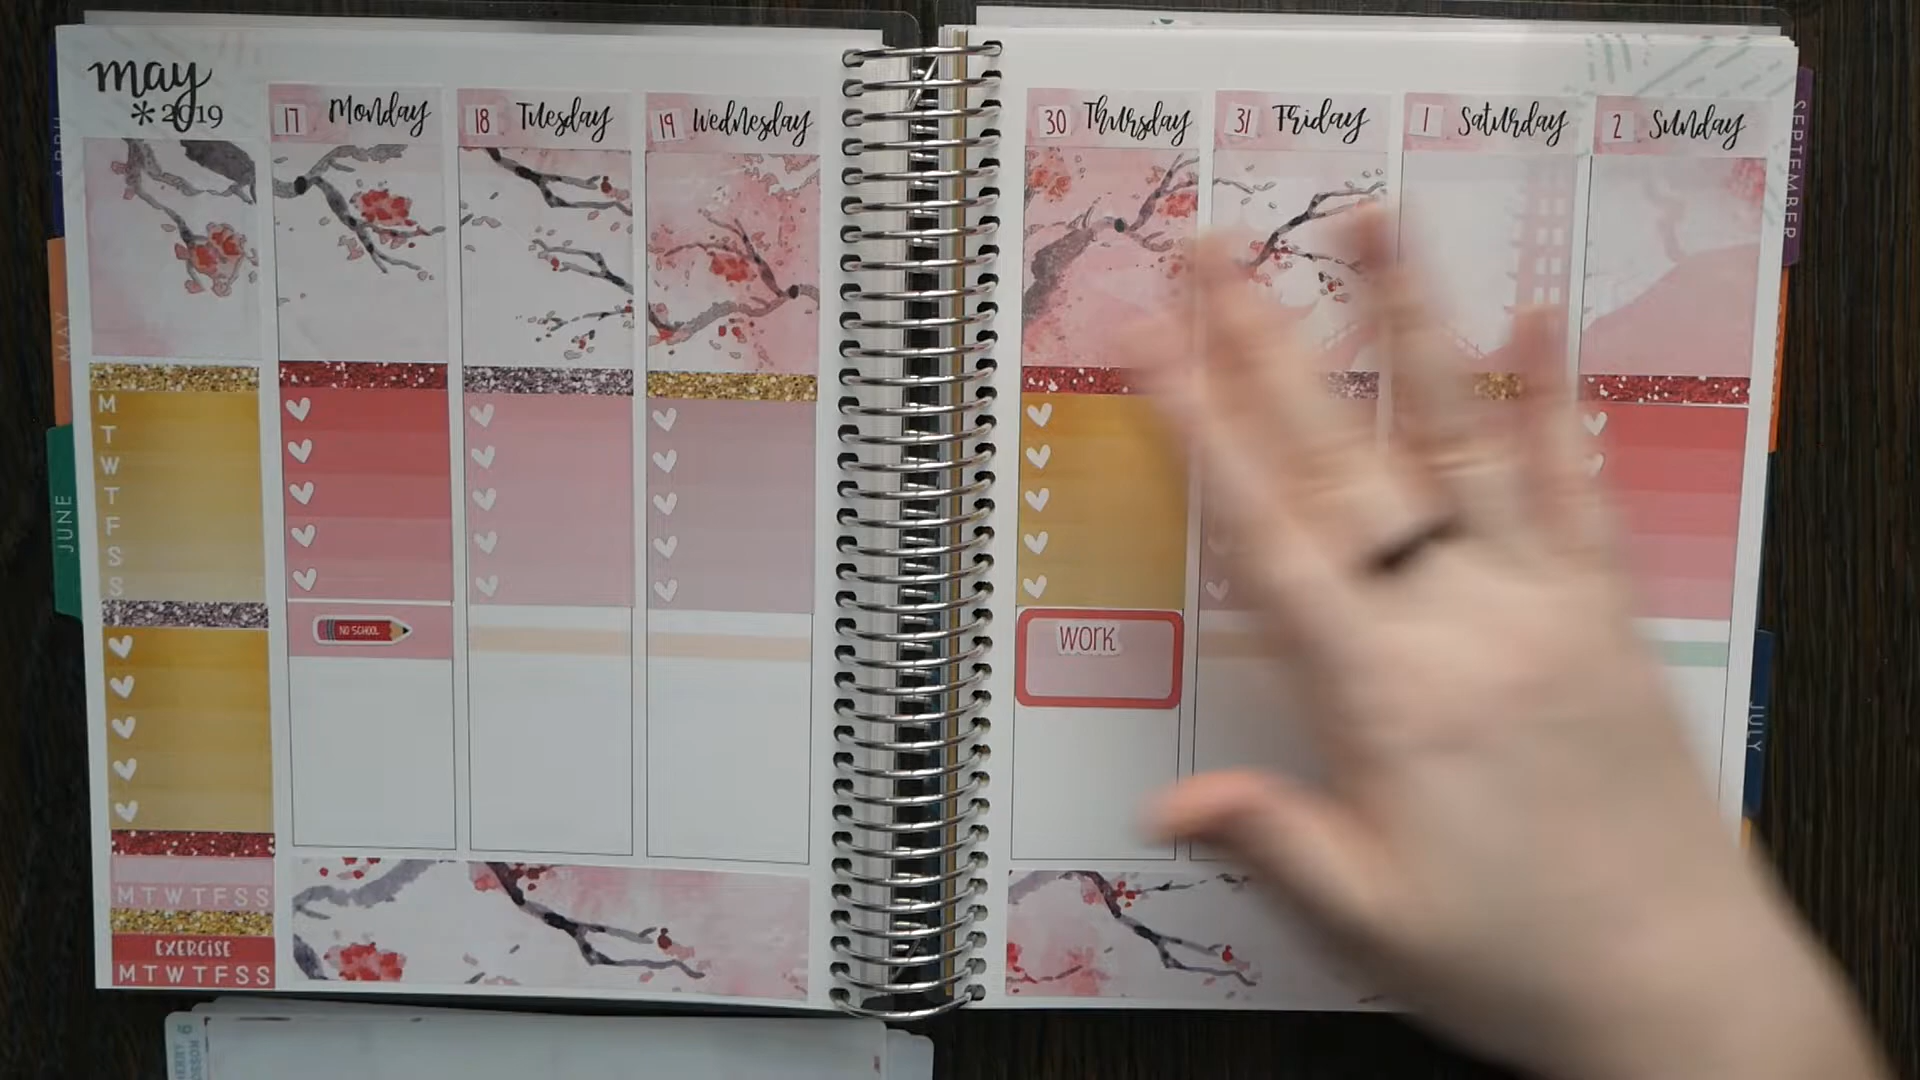 may
*2019
17 Monday
18 Tuesday
19 Wednesday
30 Thursday
31 Friday
1 Saturday
2 Sunday
M
T
W
T
F
S
S
NO SCHOOL
WORK
MTWTFSS
EXERCISE
MTWTFSS
APRIL
MAY
JUNE
SEPTEMBER
JULY